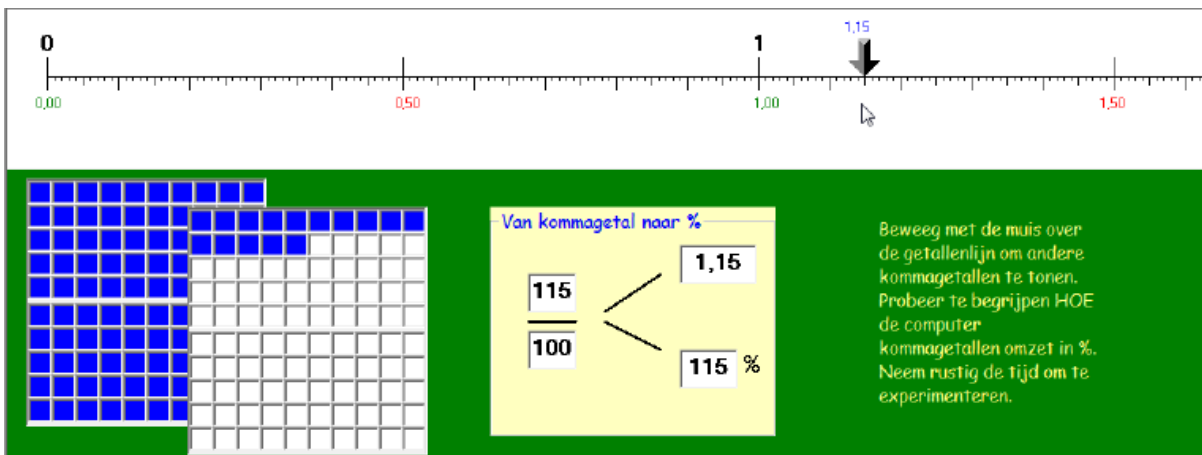 1,15
0 1
0,00 0,50 1,00 1,50
Van kommagetal naar %
1,15
115
100
115 %
Beweeg met de muis over
de getallenlijn om andere
kommagetallen te tonen.
Probeer te begrijpen HOE
de computer
kommagetallen omzet in %.
Neem rustig de tijd om te
experimenteren.